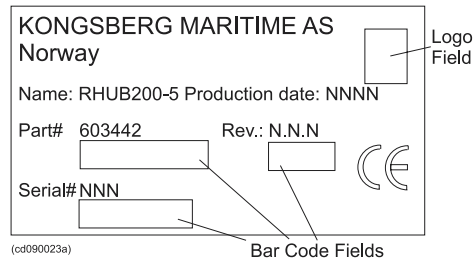 KONGSBERG MARITIME AS
Norway
Logo
Field
Name: RHUB200-5 Production date: NNNN
Part# 603442 Rev.: N.N.N
CE
Serial# NNN
(cd090023a)
Bar Code Fields